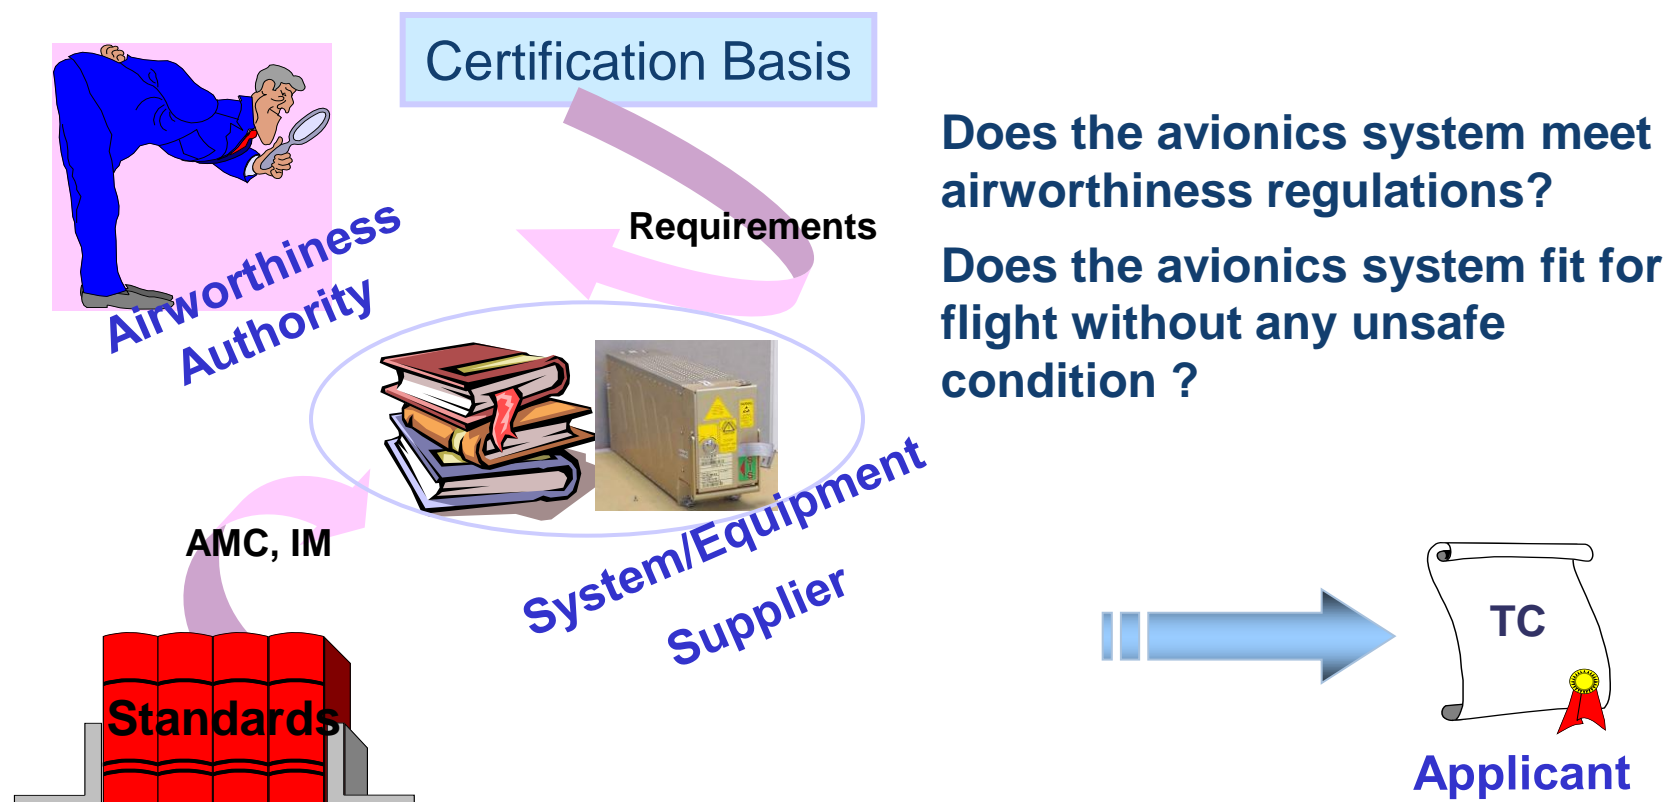 Certification Basis
Does the avionics system meet
airworthiness regulations?
Requirements
Airworthiness
Authority
Does the avionics system fit for
flight without any unsafe
condition ?
AMC, IM
System/Equipment
Supplier
Standards
TC
Applicant